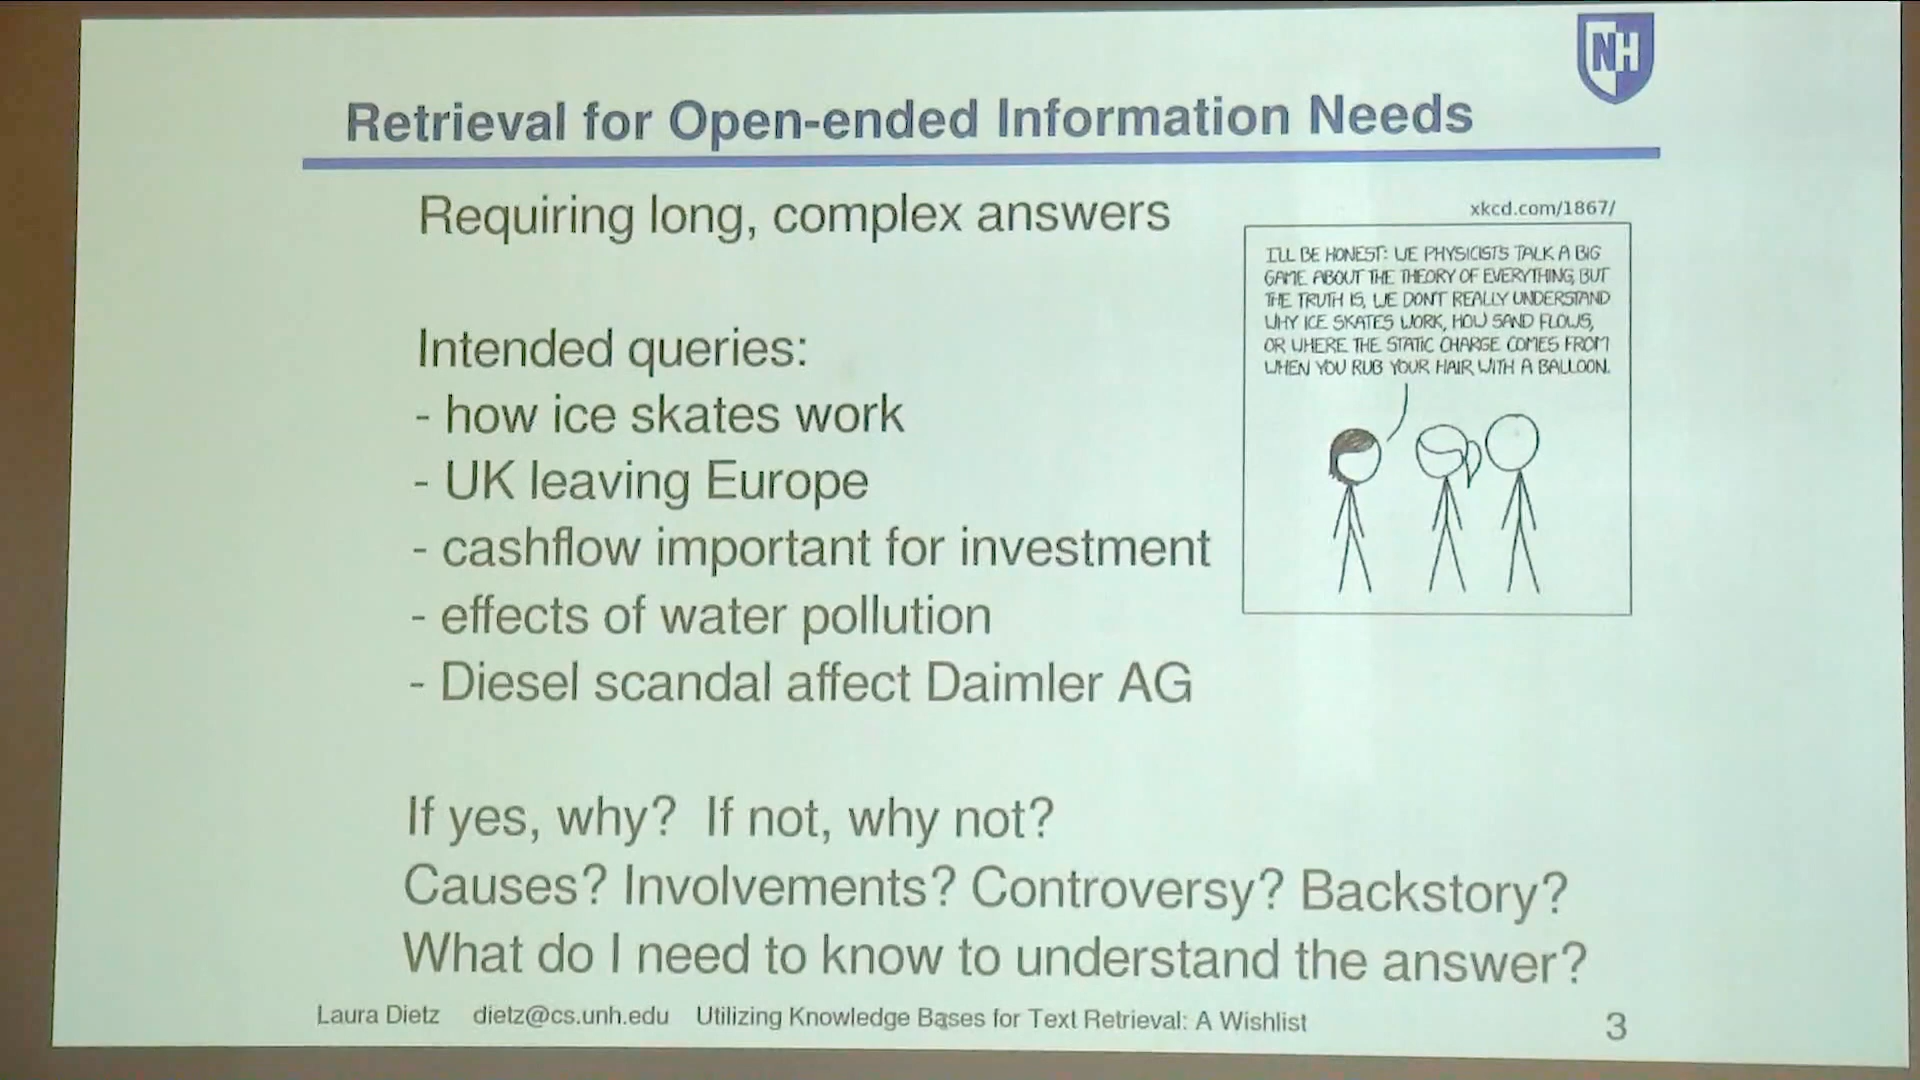 NH
Retrieval for Open-ended Information Needs
Requiring long, complex answers
xkcd.com/1867/
I'LL BE HONEST: WE PHYSICISTS TALK A BIG
GAME ABOUT THE THEORY OF EVERYTHING, BUT
THE TRUTH IS, WE DON'T REALLY UNDERSTAND
WHY ICE SKATES WORK, HOW SAND FLOWS,
OR WHERE THE STATIC CHARGE COMES FROM
WHEN YOU RUB YOUR HAIR WITH A BALLOON.
Intended queries:
- how ice skates work
- UK leaving Europe
- cashflow important for investment
- effects of water pollution
- Diesel scandal affect Daimler AG
If yes, why? If not, why not?
Causes? Involvements? Controversy? Backstory?
What do I need to know to understand the answer?
Laura Dietz dietz@cs.unh.edu Utilizing Knowledge Bases for Text Retrieval: A Wishlist 3